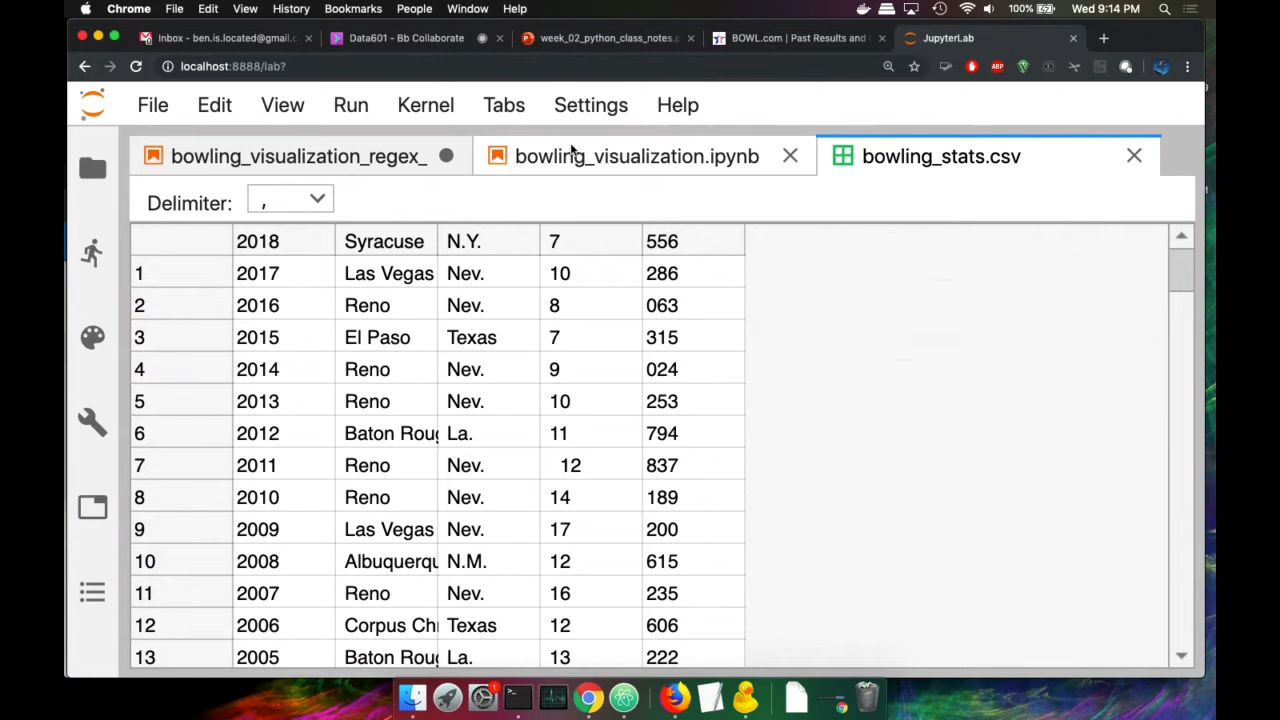 Chrome File Edit View History Bookmarks People Window Help 100% Wed 9:14 PM
Inbox - ben.is.located@gmail.c Data601 - Bb Collaborate week_02_python_class_notes.p BOWL.com | Past Results and JupyterLab
localhost:8888/lab? ABP
File Edit View Run Kernel Tabs Settings Help
bowling_visualization_regex_ bowling_visualization.ipynb bowling_stats.csv
Delimiter: ,
2018 Syracuse N.Y. 7 556
1 2017 Las Vegas Nev. 10 286
2 2016 Reno Nev. 8 063
3 2015 El Paso Texas 7 315
4 2014 Reno Nev. 9 024
5 2013 Reno Nev. 10 253
6 2012 Baton Roug La. 11 794
7 2011 Reno Nev. 12 837
8 2010 Reno Nev. 14 189
9 2009 Las Vegas Nev. 17 200
10 2008 Albuquerqu N.M. 12 615
11 2007 Reno Nev. 16 235
12 2006 Corpus Chr Texas 12 606
13 2005 Baton Roug La. 13 222
1